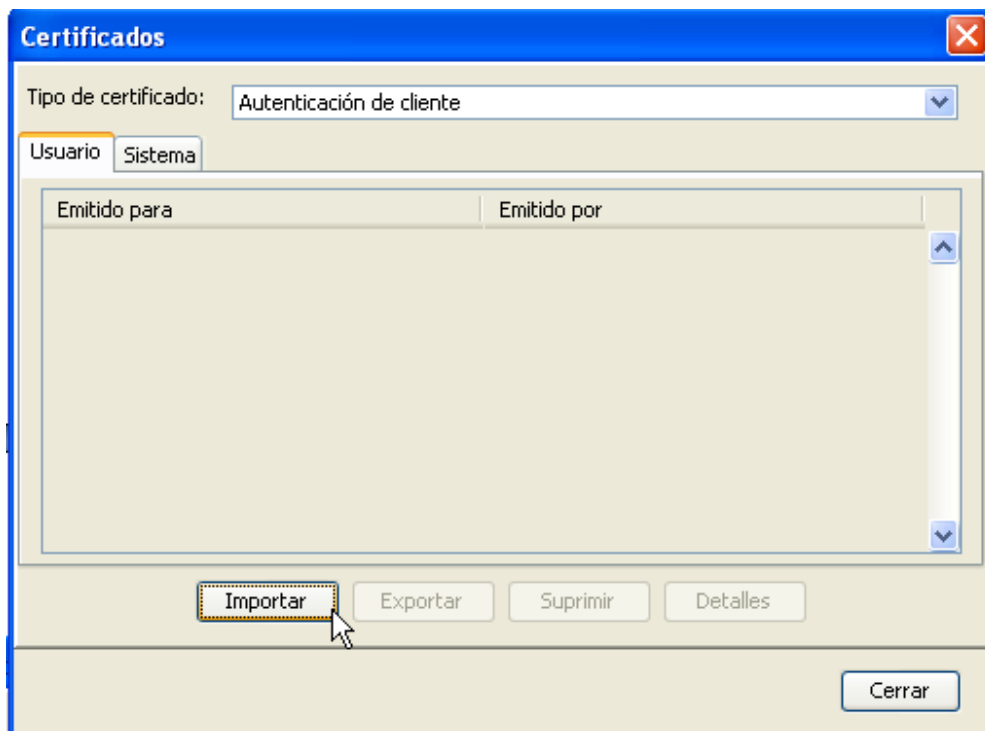 Certificados
Tipo de certificado: Autenticación de cliente
Usuario Sistema
Emitido para Emitido por
Importar Exportar Suprimir Detalles
Cerrar